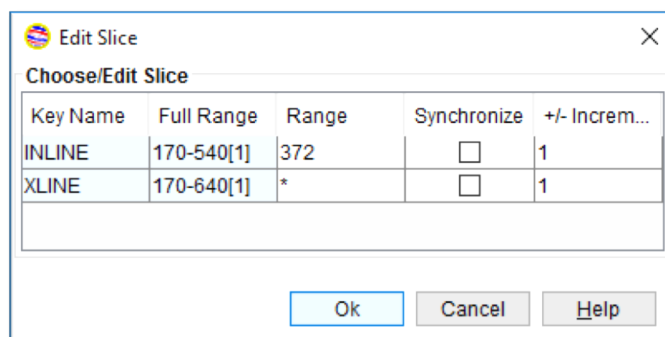 Edit Slice
Choose/Edit Slice
Key Name Full Range Range Synchronize +/- Increm...
INLINE 170-540[1] 372 1
XLINE 170-640[1] * 1
Ok Cancel Help